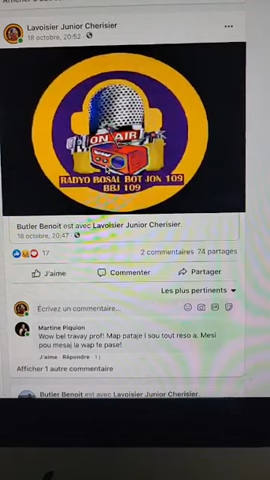 Lavoisier Junior Cherisier
18 octobre, 20:52 ·
ON AIR
RADYO BOSAL BOT JON 109
BBJ 109
Butler Benoit est avec Lavoisier Junior Cherisier.
18 octobre, 20:47 ·
17
2 commentaires 74 partages
J'aime
Commenter
Partager
Les plus pertinents
Écrivez un commentaire...
Martine Piquion
Wow bel travay prof! Map pataje l sou tout reso a. Mesi
pou mesaj la wap fe pase!
J'aime · Répondre · 1 j
Afficher 1 autre commentaire
Butler Benoit est avec Lavoisier Junior Cherisier.